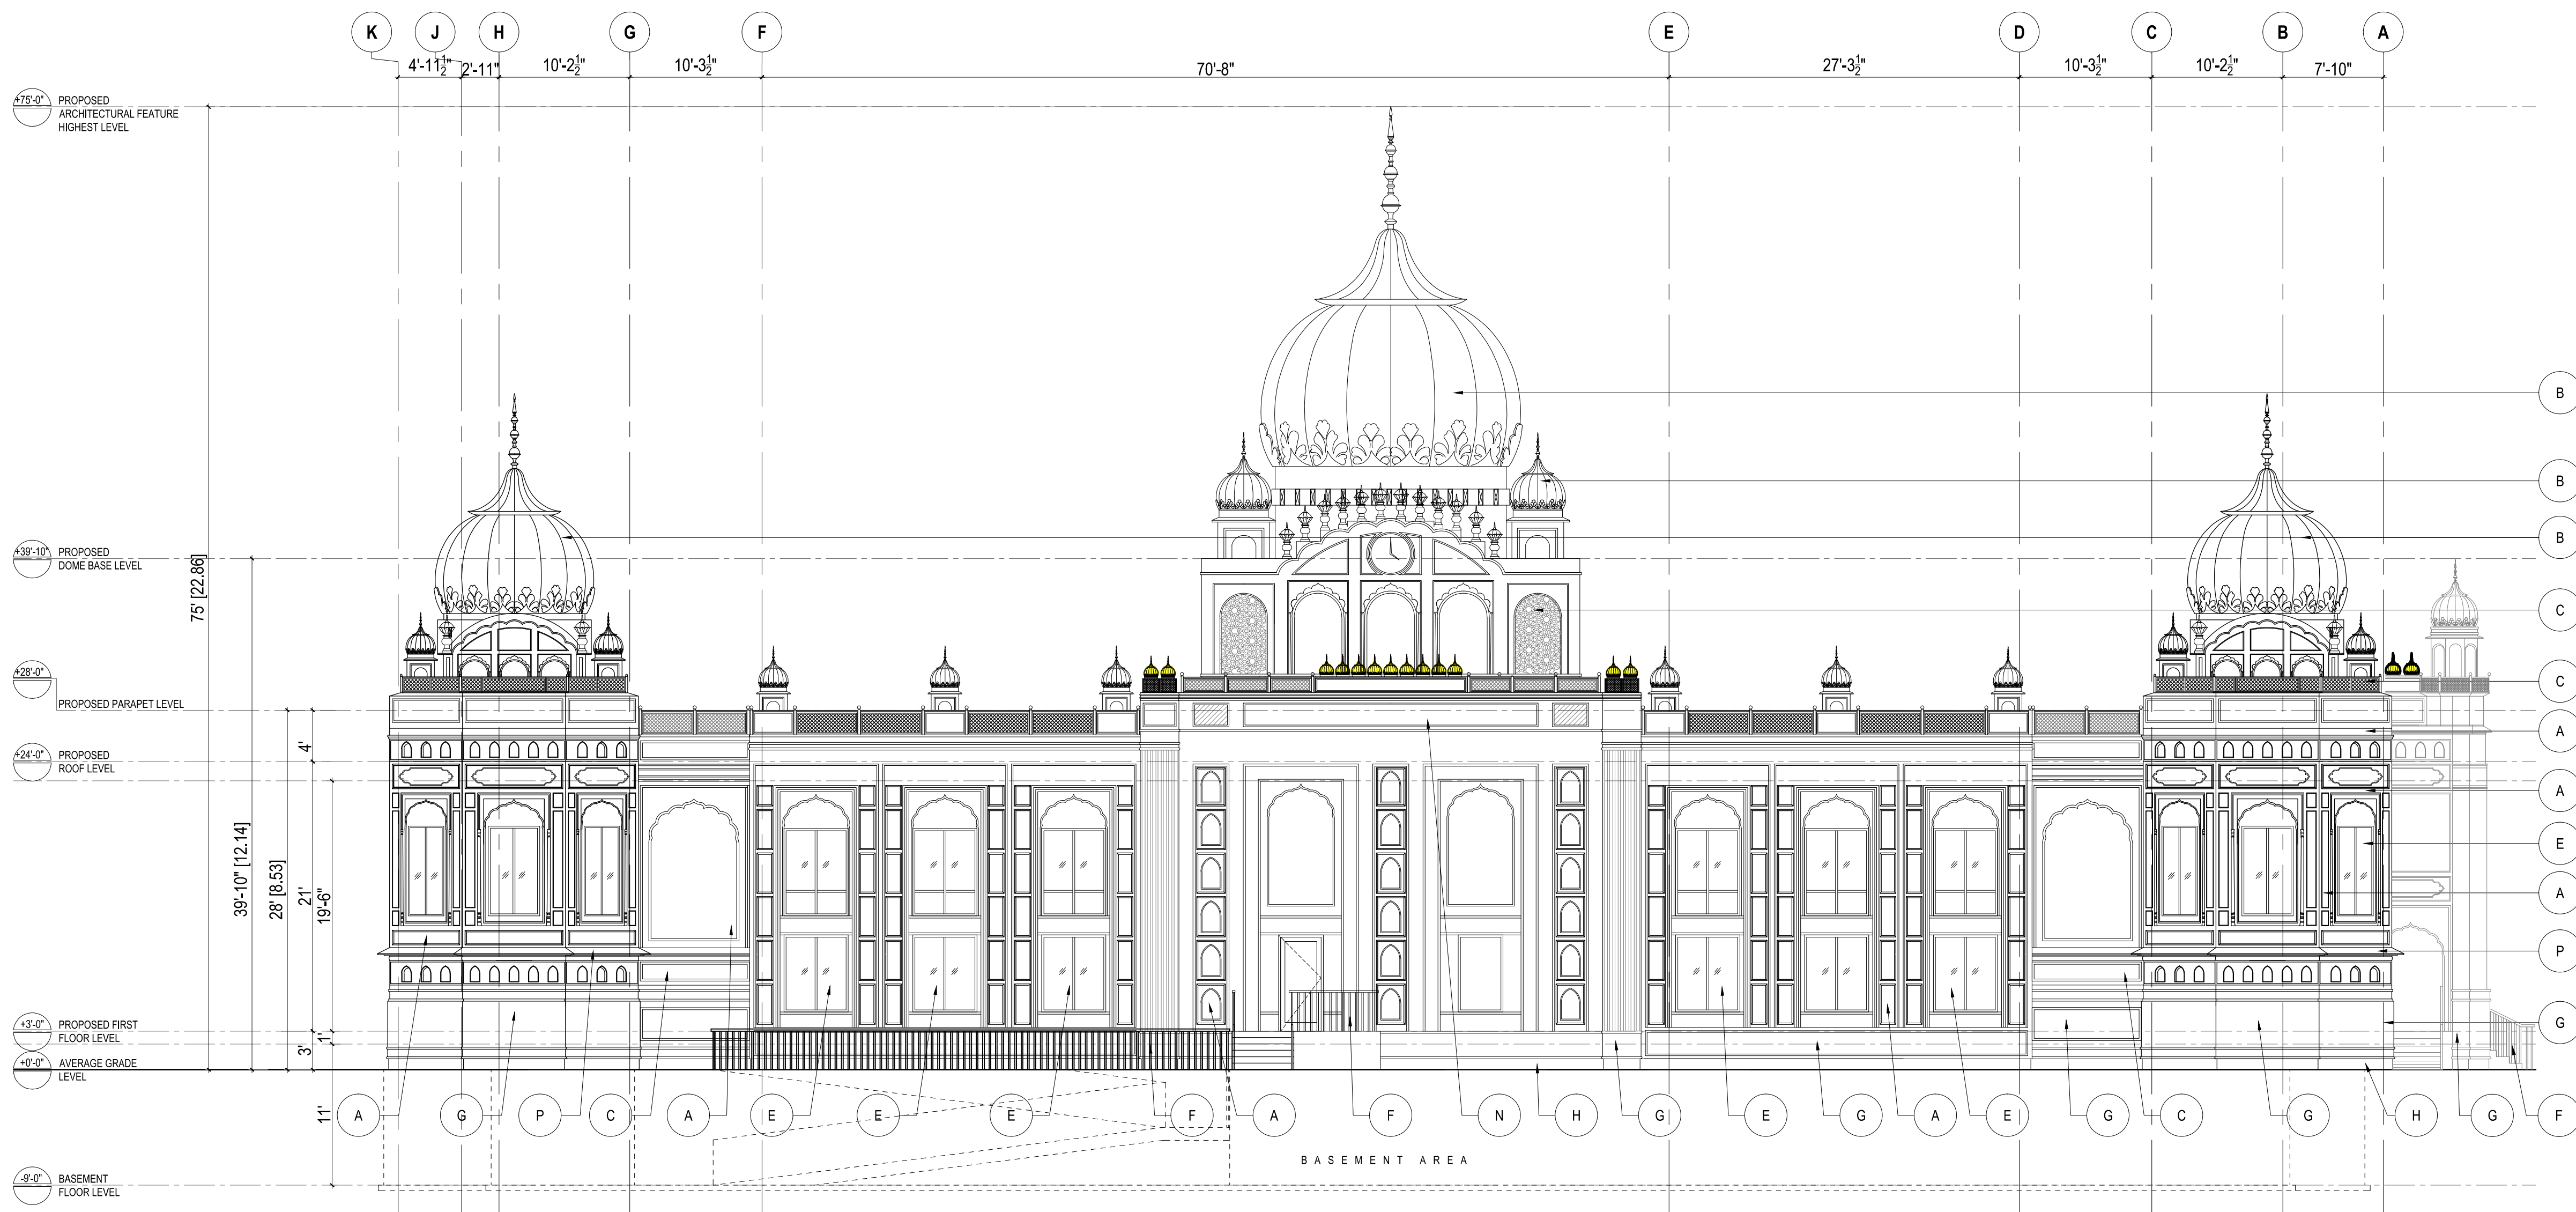 K J H G F E D C B A
4'-11½" 2'-11" 10'-2½" 10'-3½" 70'-8" 27'-3½" 10'-3½" 10'-2½" 7'-10"
+75'-0" PROPOSED
ARCHITECTURAL FEATURE
HIGHEST LEVEL
B
B
B
+39'-10" PROPOSED
DOME BASE LEVEL
75' [22.86]
C
+28'-0"
PROPOSED PARAPET LEVEL
C
A
4'
+24'-0" PROPOSED
ROOF LEVEL
A
E
39'-10" [12.14]
28' [8.53]
21'
19'-6"
A
P
+3'-0" PROPOSED FIRST
FLOOR LEVEL
1'
3'
G
+0'-0" AVERAGE GRADE
LEVEL
11'
A G P C A E E E F A F N H G E G A E G C G H G F
BASEMENT AREA
-9'-0" BASEMENT
FLOOR LEVEL